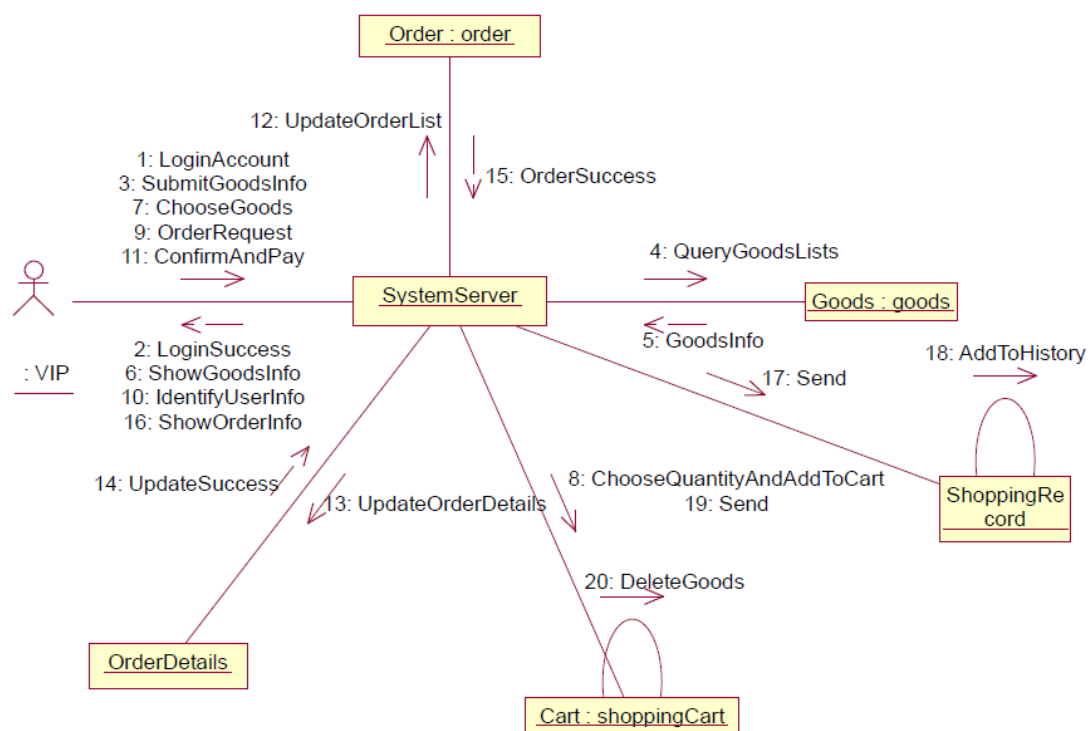 Order : order
12: UpdateOrderList
1: LoginAccount
3: SubmitGoodsInfo
7: ChooseGoods
9: OrderRequest
11: ConfirmAndPay
15: OrderSuccess
4: QueryGoodsLists
SystemServer
Goods : goods
2: LoginSuccess
6: ShowGoodsInfo
10: IdentifyUserInfo
16: ShowOrderInfo
: VIP
5: GoodsInfo
17: Send
18: AddToHistory
14: UpdateSuccess
13: UpdateOrderDetails
8: ChooseQuantityAndAddToCart
19: Send
ShoppingRe
cord
20: DeleteGoods
OrderDetails
Cart : shoppingCart